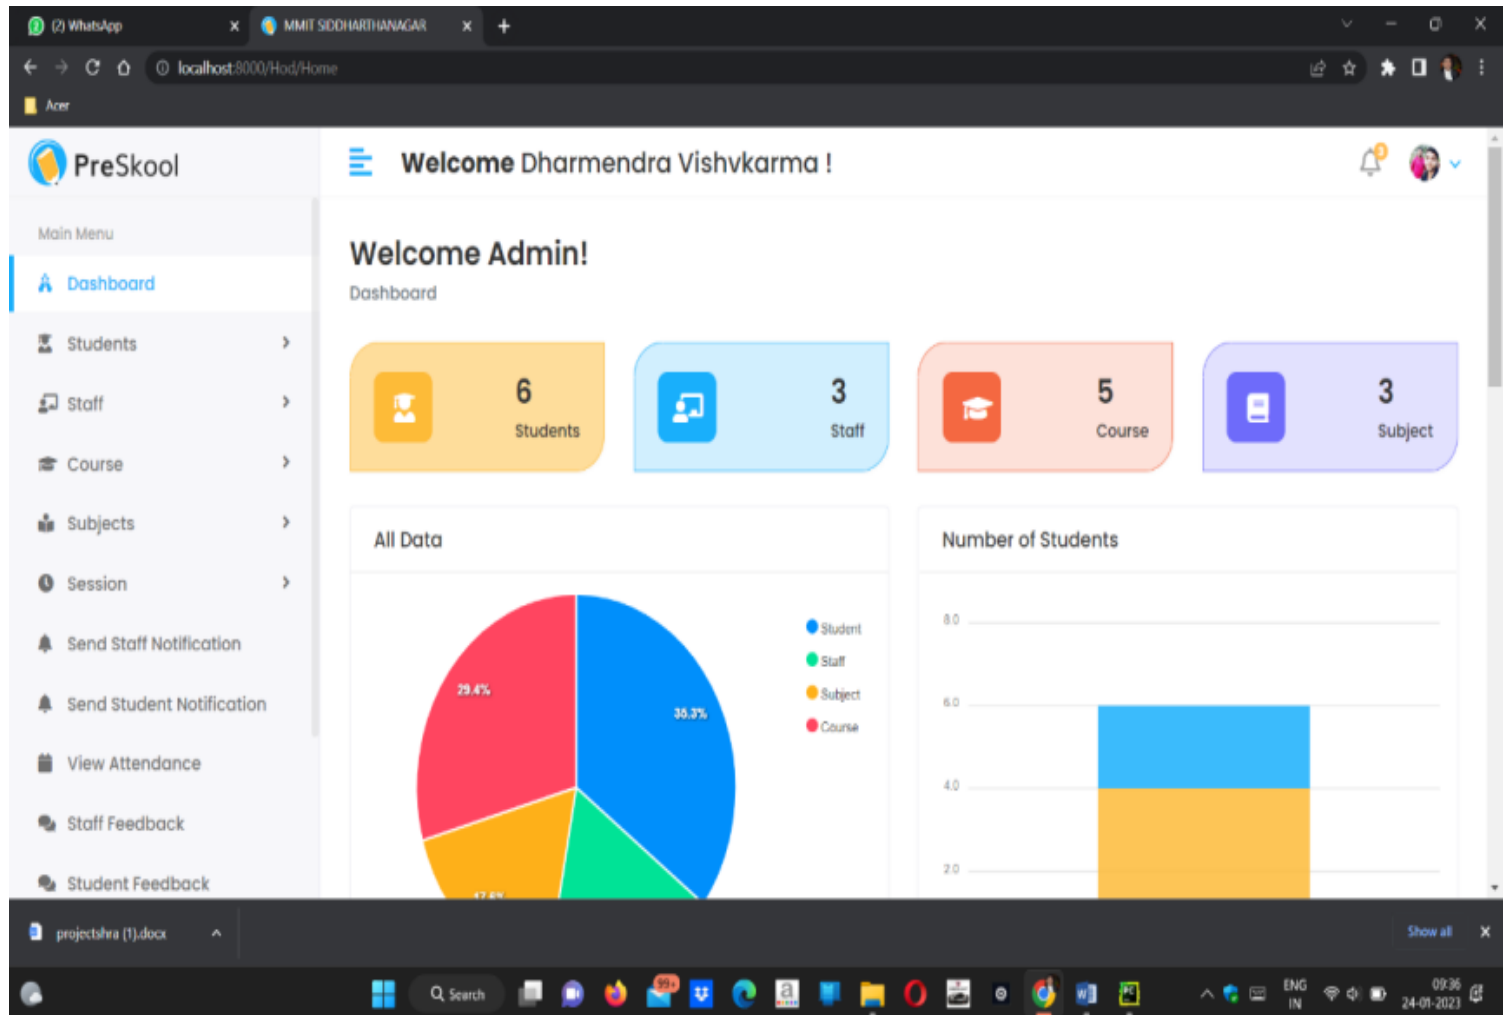 (2) WhatsApp
MMIT SIDDHARTHANAGAR
localhost:8000/Hod/Home
Acer
PreSkool
Welcome Dharmendra Vishvkarma !
3
Main Menu
Dashboard
Students
Staff
Course
Subjects
Session
Send Staff Notification
Send Student Notification
View Attendance
Staff Feedback
Student Feedback
Welcome Admin!
Dashboard
6
Students
3
Staff
5
Course
3
Subject
All Data
29.4%
35.3%
17.6%
Student
Staff
Subject
Course
Number of Students
8.0
6.0
4.0
2.0
projectshra (1).docx
Show all
Search
99+
ENG
IN
09:36
24-01-2023